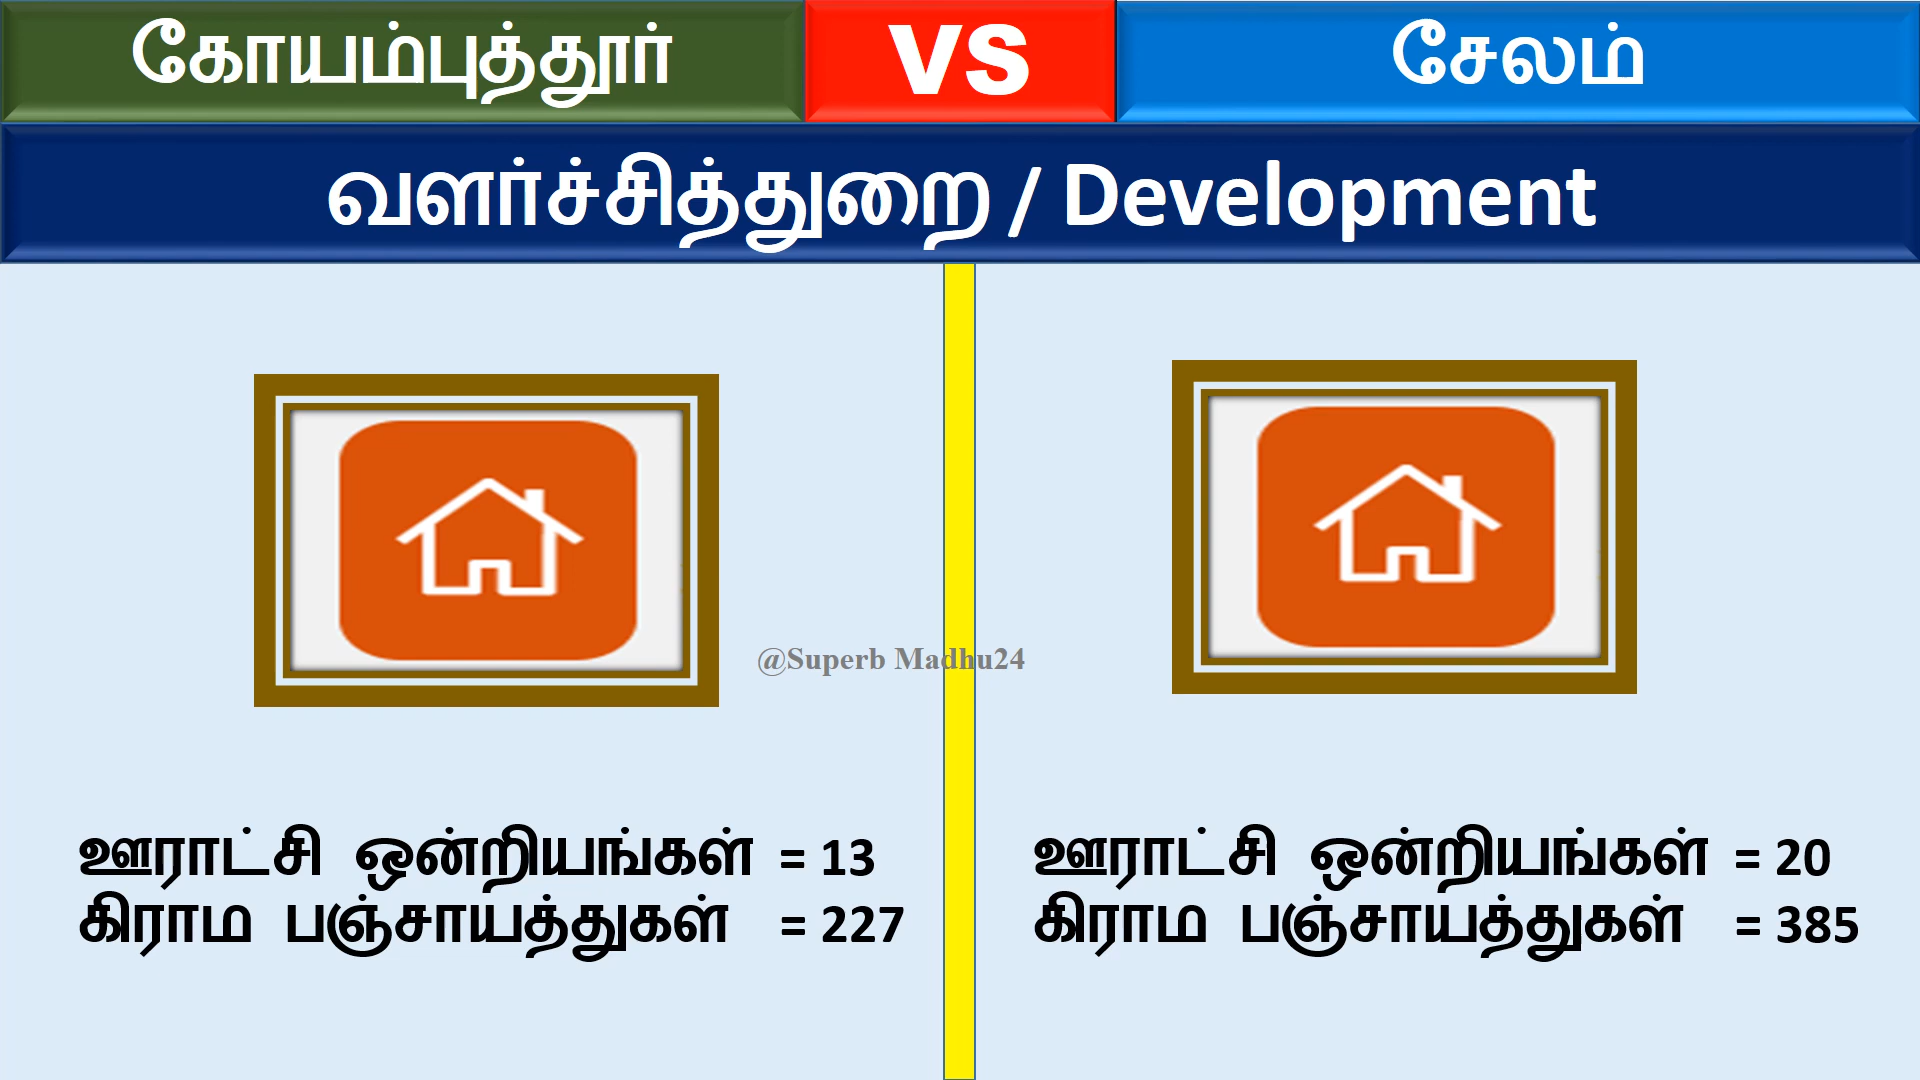 கோயம்புத்தூர் VS சேலம்
வளர்ச்சித்துறை / Development
@Superb Madhu24
ஊராட்சி ஒன்றியங்கள் = 13
கிராம பஞ்சாயத்துகள் = 227
ஊராட்சி ஒன்றியங்கள் = 20
கிராம பஞ்சாயத்துகள் = 385